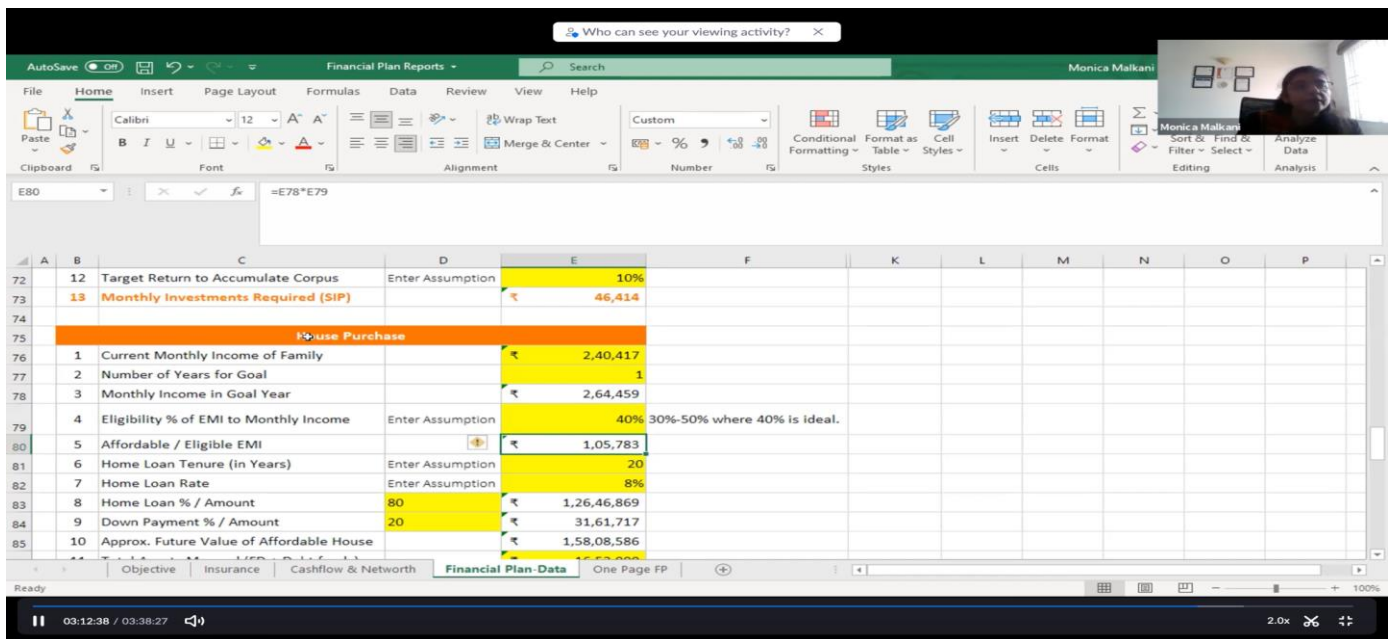 Who can see your viewing activity? ×
AutoSave Off Financial Plan Reports Search Monica Malkani
File Home Insert Page Layout Formulas Data Review View Help
Calibri 12 A A Wrap Text Custom
Paste B I U A Merge & Center % 9 Conditional Formatting Format as Table Cell Styles Insert Delete Format Σ Monica Malkani Sort & Filter Find & Select Analyze Data
Clipboard Font Alignment Number Styles Cells Editing Analysis
E80 fx =E78*E79
A B C D E F K L M N O P
72 12 Target Return to Accumulate Corpus Enter Assumption 10%
73 13 Monthly Investments Required (SIP) ₹ 46,414
74
75 House Purchase
76 1 Current Monthly Income of Family ₹ 2,40,417
77 2 Number of Years for Goal 1
78 3 Monthly Income in Goal Year ₹ 2,64,459
79 4 Eligibility % of EMI to Monthly Income Enter Assumption 40% 30%-50% where 40% is ideal.
80 5 Affordable / Eligible EMI ₹ 1,05,783
81 6 Home Loan Tenure (in Years) Enter Assumption 20
82 7 Home Loan Rate Enter Assumption 8%
83 8 Home Loan % / Amount 80 ₹ 1,26,46,869
84 9 Down Payment % / Amount 20 ₹ 31,61,717
85 10 Approx. Future Value of Affordable House ₹ 1,58,08,586
Objective Insurance Cashflow & Networth Financial Plan-Data One Page FP
Ready 100%
03:12:38 / 03:38:27 2.0x